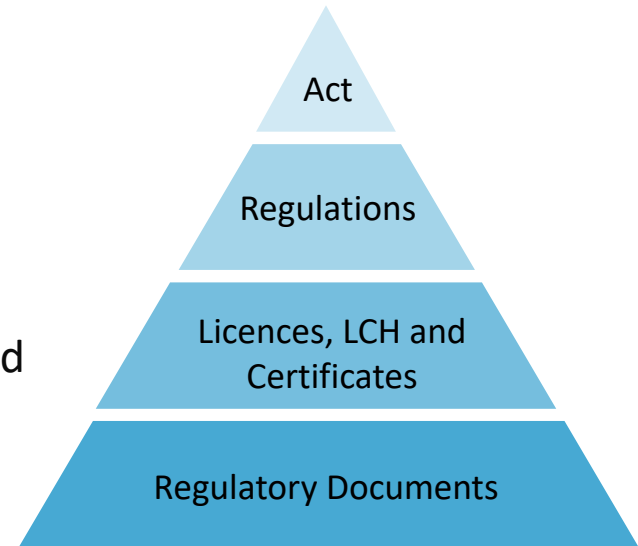 Act
Regulations
d
Licences, LCH and
Certificates
Regulatory Documents